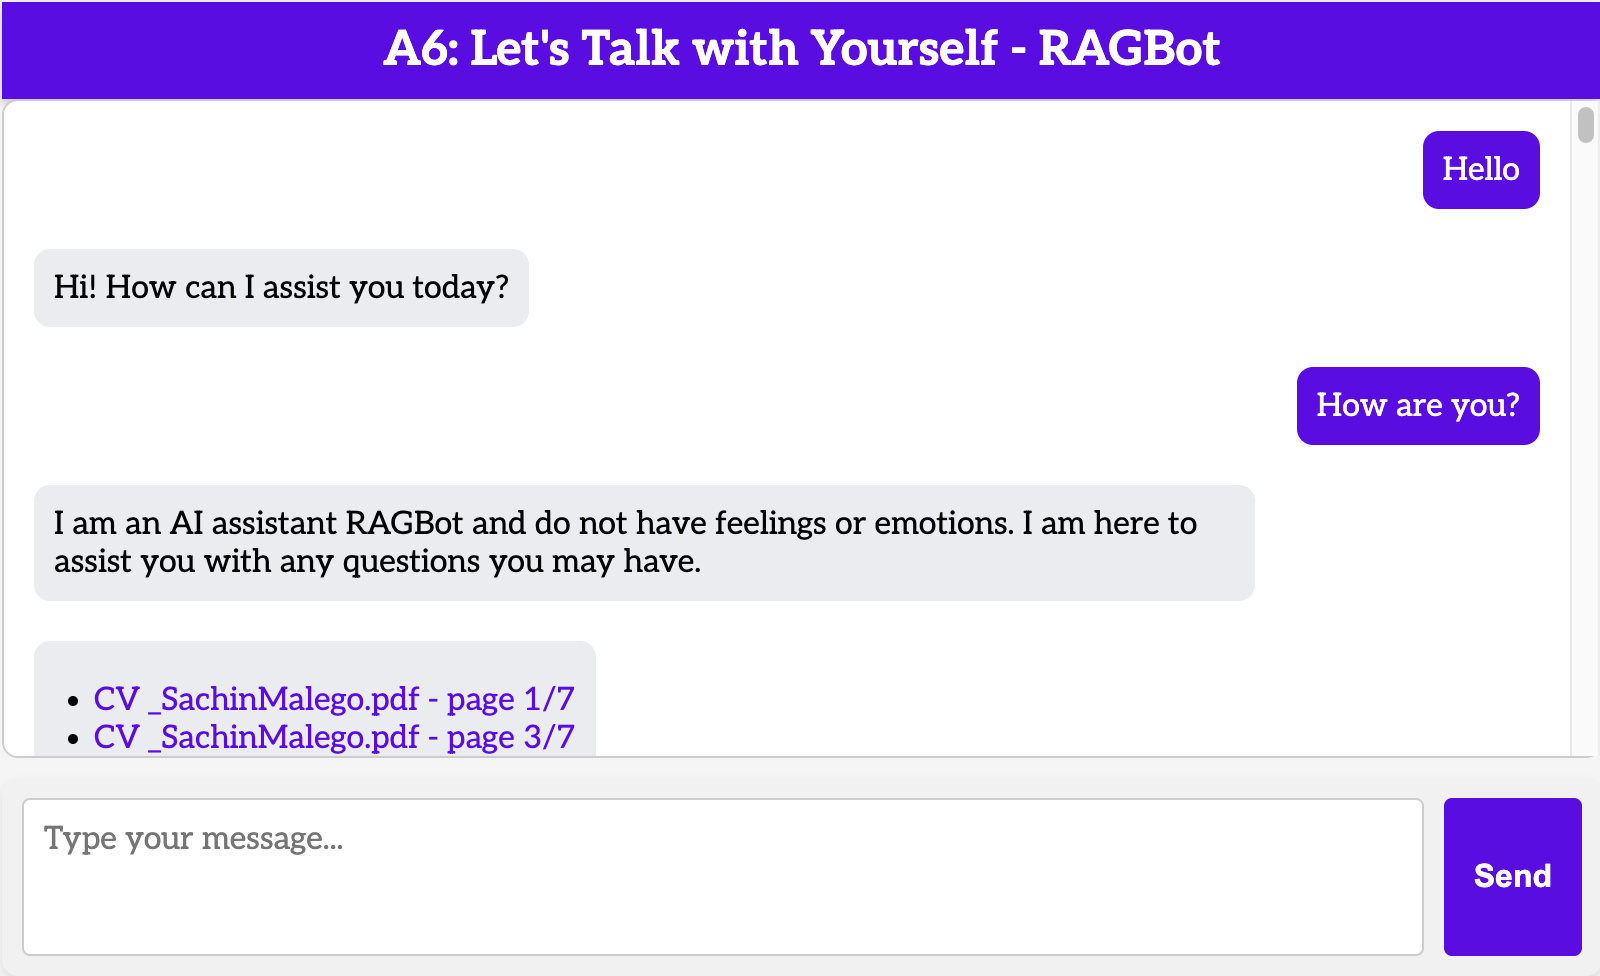 A6: Let's Talk with Yourself - RAGBot
Hello
Hi! How can I assist you today?
How are you?
I am an AI assistant RAGBot and do not have feelings or emotions. I am here to
assist you with any questions you may have.
• CV _SachinMalego.pdf - page 1/7
• CV _SachinMalego.pdf - page 3/7
Type your message...
Send